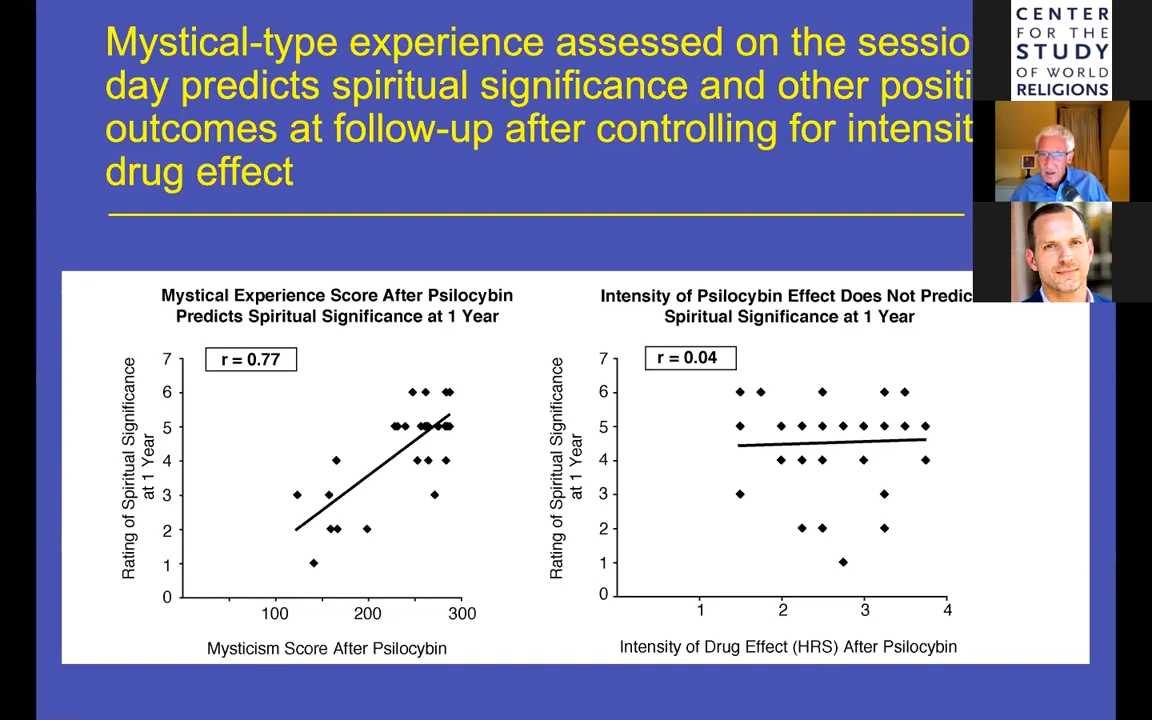 Mystical-type experience assessed on the sessio
day predicts spiritual significance and other positi
outcomes at follow-up after controlling for intensit
drug effect
CENTER
FOR THE
STUDY
OF WORLD
RELIGIONS
Mystical Experience Score After Psilocybin
Predicts Spiritual Significance at 1 Year
r = 0.77
Rating of Spiritual Significance
at 1 Year
7
6
5
4
3
2
1
0
100
200
300
Mysticism Score After Psilocybin
Intensity of Psilocybin Effect Does Not Predic
Spiritual Significance at 1 Year
r = 0.04
Rating of Spiritual Significance
at 1 Year
7
6
5
4
3
2
1
0
1
2
3
4
Intensity of Drug Effect (HRS) After Psilocybin